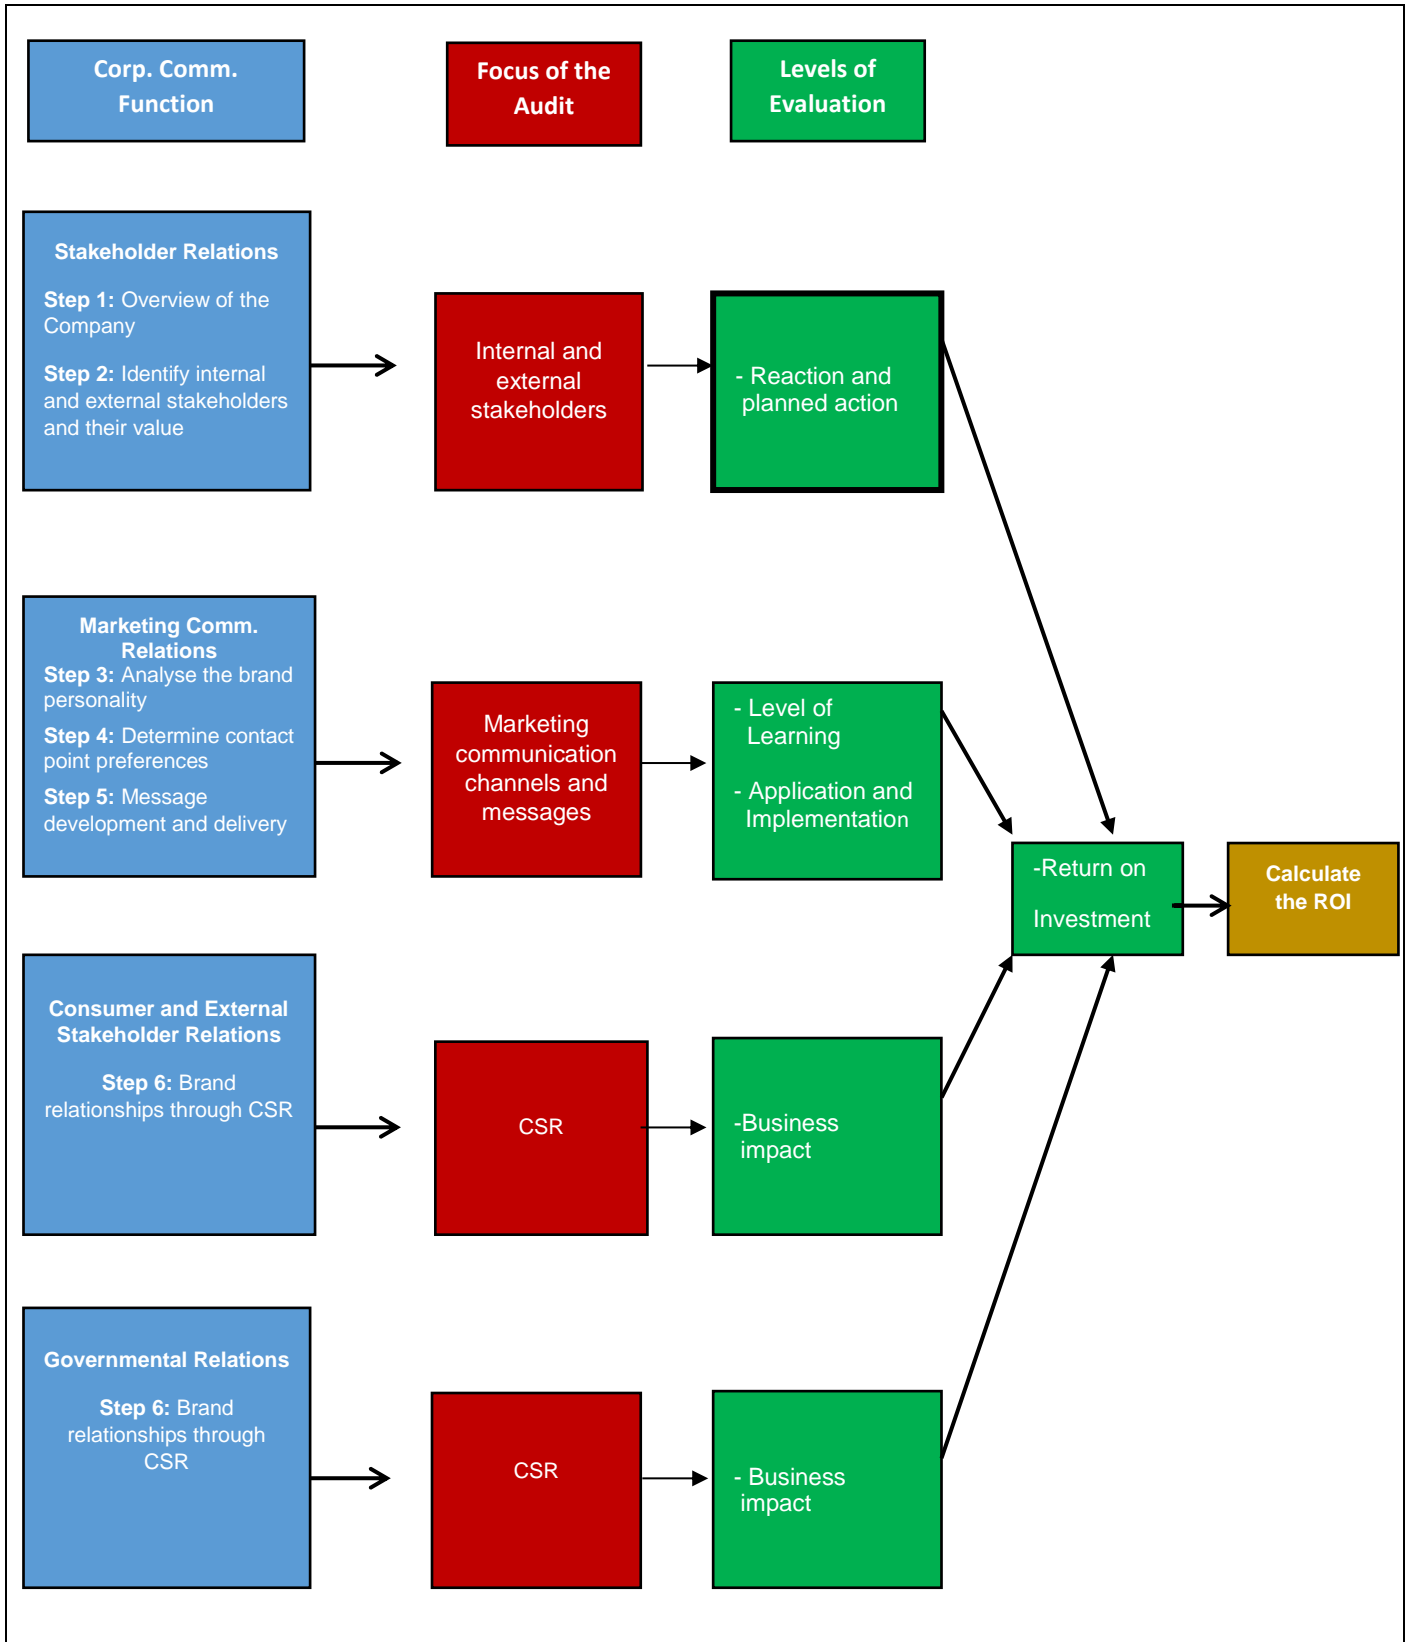 Corp. Comm.
Function
Focus of the
Audit
Levels of
Evaluation
Stakeholder Relations
Step 1: Overview of the
Company
Step 2: Identify internal
and external stakeholders
and their value
Internal and
external
stakeholders
- Reaction and
planned action
Marketing Comm.
Relations
Step 3: Analyse the brand
personality
Step 4: Determine contact
point preferences
Step 5: Message
development and delivery
Marketing
communication
channels and
messages
- Level of
Learning
- Application and
Implementation
-Return on
Investment
Calculate
the ROI
Consumer and External
Stakeholder Relations
Step 6: Brand
relationships through CSR
CSR
-Business
impact
Governmental Relations
Step 6: Brand
relationships through
CSR
CSR
- Business
impact